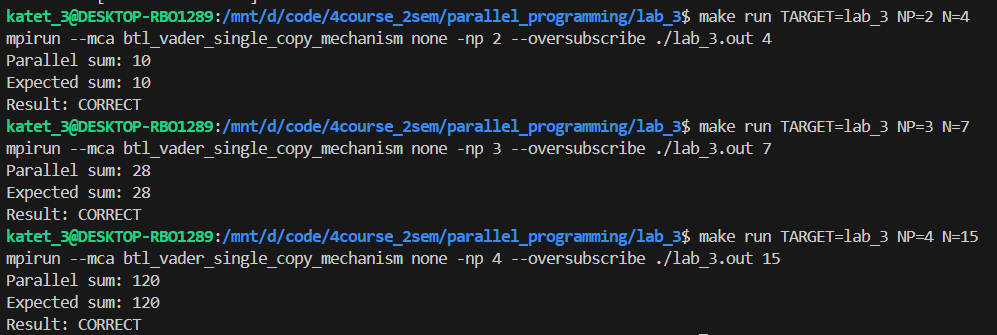 katet_3@DESKTOP-RBO1289:/mnt/d/code/4course_2sem/parallel_programming/lab_3$ make run TARGET=lab_3 NP=2 N=4
mpirun --mca btl_vader_single_copy_mechanism none -np 2 --oversubscribe ./lab_3.out 4
Parallel sum: 10
Expected sum: 10
Result: CORRECT
katet_3@DESKTOP-RBO1289:/mnt/d/code/4course_2sem/parallel_programming/lab_3$ make run TARGET=lab_3 NP=3 N=7
mpirun --mca btl_vader_single_copy_mechanism none -np 3 --oversubscribe ./lab_3.out 7
Parallel sum: 28
Expected sum: 28
Result: CORRECT
katet_3@DESKTOP-RBO1289:/mnt/d/code/4course_2sem/parallel_programming/lab_3$ make run TARGET=lab_3 NP=4 N=15
mpirun --mca btl_vader_single_copy_mechanism none -np 4 --oversubscribe ./lab_3.out 15
Parallel sum: 120
Expected sum: 120
Result: CORRECT